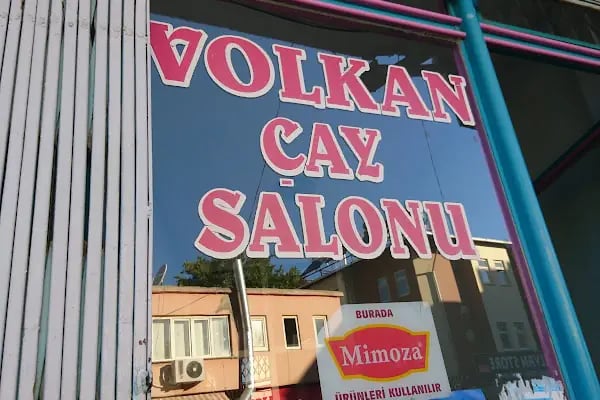 VOLKAN
ÇAY
SALONU
BURADA
Mimoza
ÜRÜNLERİ KULLANILIR